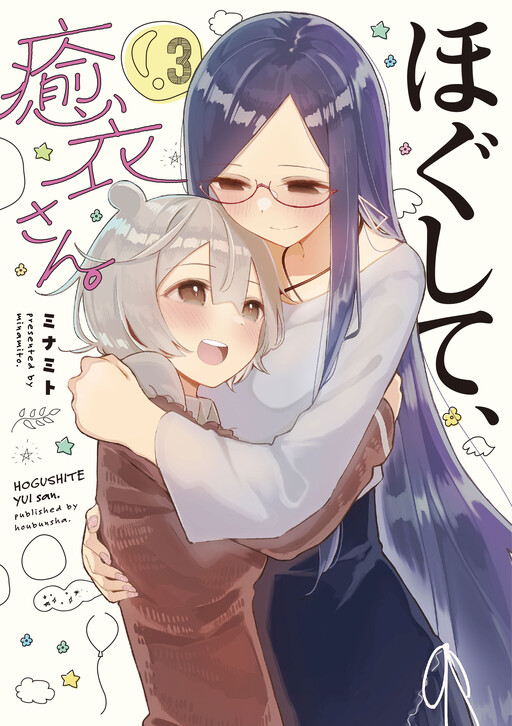 ほぐして、
癒衣さん。
3
ミナミト
presented by
minamito.
HOGUSHITE
YUI san.
published by
houbunsha.